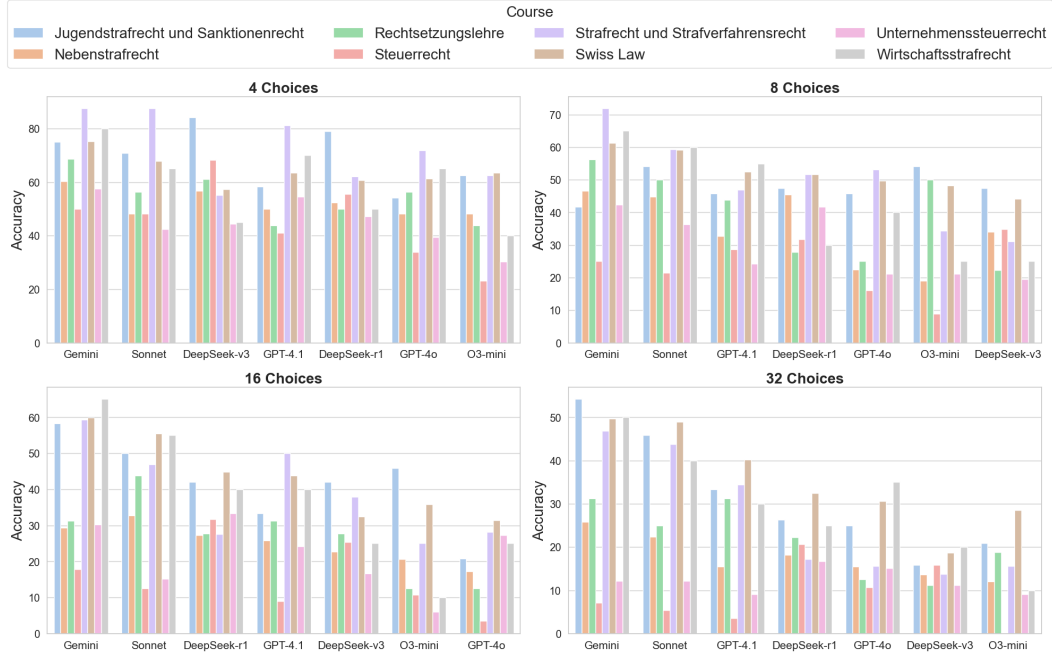 Course
Jugendstrafrecht und Sanktionenrecht Rechtsetzungslehre Strafrecht und Strafverfahrensrecht Unternehmenssteuerrecht
Nebenstrafrecht Steuerrecht Swiss Law Wirtschaftsstrafrecht
4 Choices
Accuracy
80
60
40
20
0
Gemini Sonnet DeepSeek-v3 GPT-4.1 DeepSeek-r1 GPT-4o O3-mini
8 Choices
Accuracy
70
60
50
40
30
20
10
0
Gemini Sonnet GPT-4.1 DeepSeek-r1 GPT-4o O3-mini DeepSeek-v3
16 Choices
Accuracy
60
50
40
30
20
10
0
Gemini Sonnet DeepSeek-r1 GPT-4.1 DeepSeek-v3 O3-mini GPT-4o
32 Choices
Accuracy
50
40
30
20
10
0
Gemini Sonnet GPT-4.1 DeepSeek-r1 GPT-4o DeepSeek-v3 O3-mini